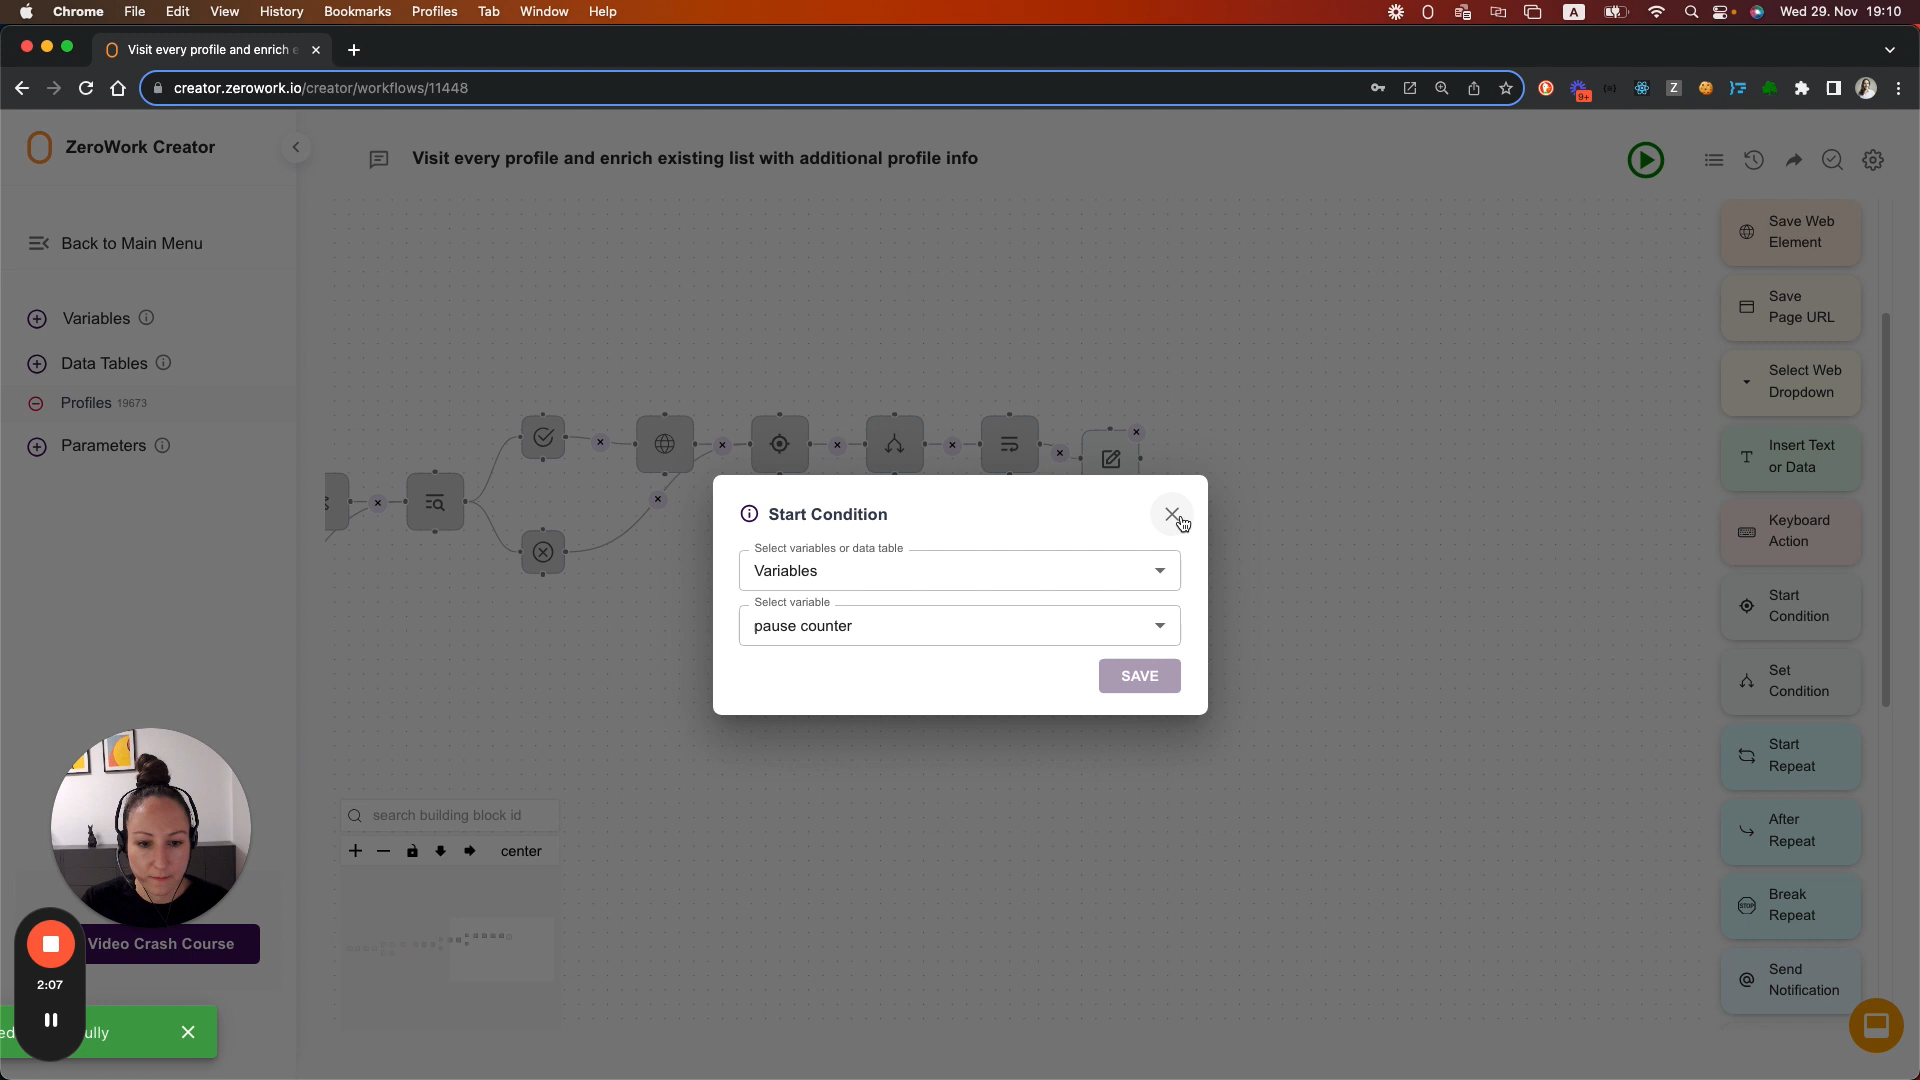 Chrome File Edit View History Bookmarks Profiles Tab Window Help
A
Wed 29. Nov 19:10
Visit every profile and enrich e
creator.zerowork.io/creator/workflows/11448
9+
Z
ZeroWork Creator
Visit every profile and enrich existing list with additional profile info
Back to Main Menu
Variables
Data Tables
Profiles 19673
Parameters
Save Web
Element
Save
Page URL
Select Web
Dropdown
Insert Text
or Data
Keyboard
Action
Start
Condition
Set
Condition
Start
Repeat
After
Repeat
STOP
Break
Repeat
Send
Notification
Start Condition
Select variables or data table
Variables
Select variable
pause counter
SAVE
search building block id
center
Video Crash Course
2:07
ed
ully